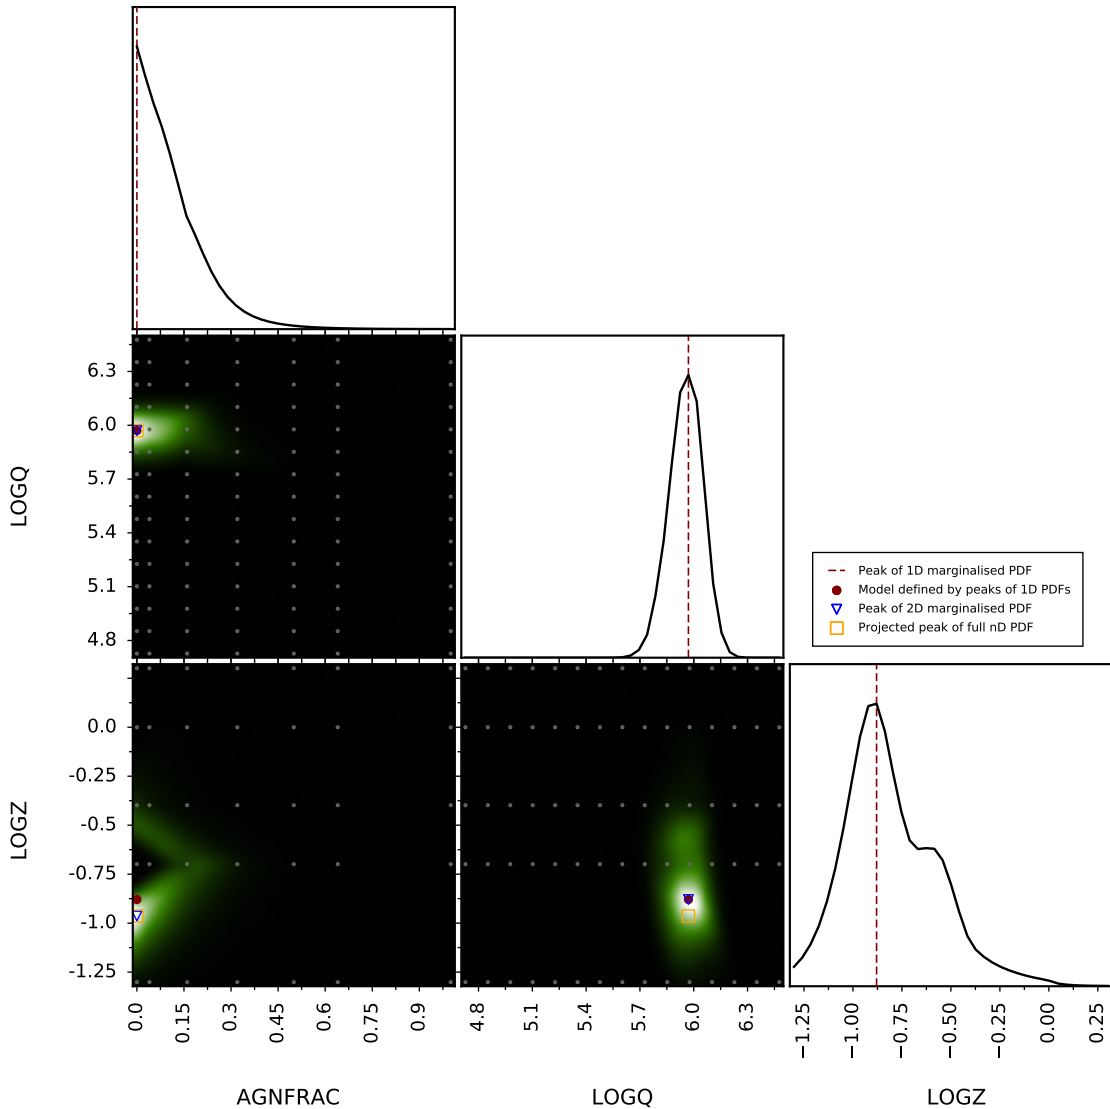 6.3
6.0
5.7
5.4
5.1
4.8
LOGQ
Peak of 1D marginalised PDF
Model defined by peaks of 1D PDFs
Peak of 2D marginalised PDF
Projected peak of full nD PDF
0.0
-0.25
-0.5
-0.75
-1.0
-1.25
LOGZ
0.0 0.15 0.3 0.45 0.6 0.75 0.9
4.8 5.1 5.4 5.7 6.0 6.3
−1.25 −1.00 −0.75 −0.50 0.00 0.25
AGNFRAC LOGQ LOGZ